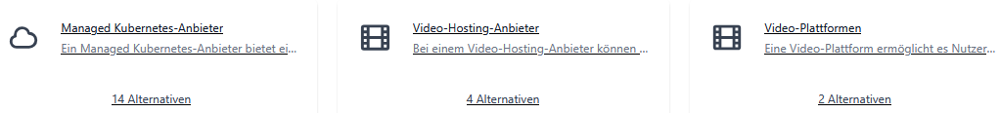 Managed Kubernetes-Anbieter
Ein Managed Kubernetes-Anbieter bietet ei...
14 Alternativen
Video-Hosting-Anbieter
Bei einem Video-Hosting-Anbieter können ...
4 Alternativen
Video-Plattformen
Eine Video-Plattform ermöglicht es Nutzer...
2 Alternativen